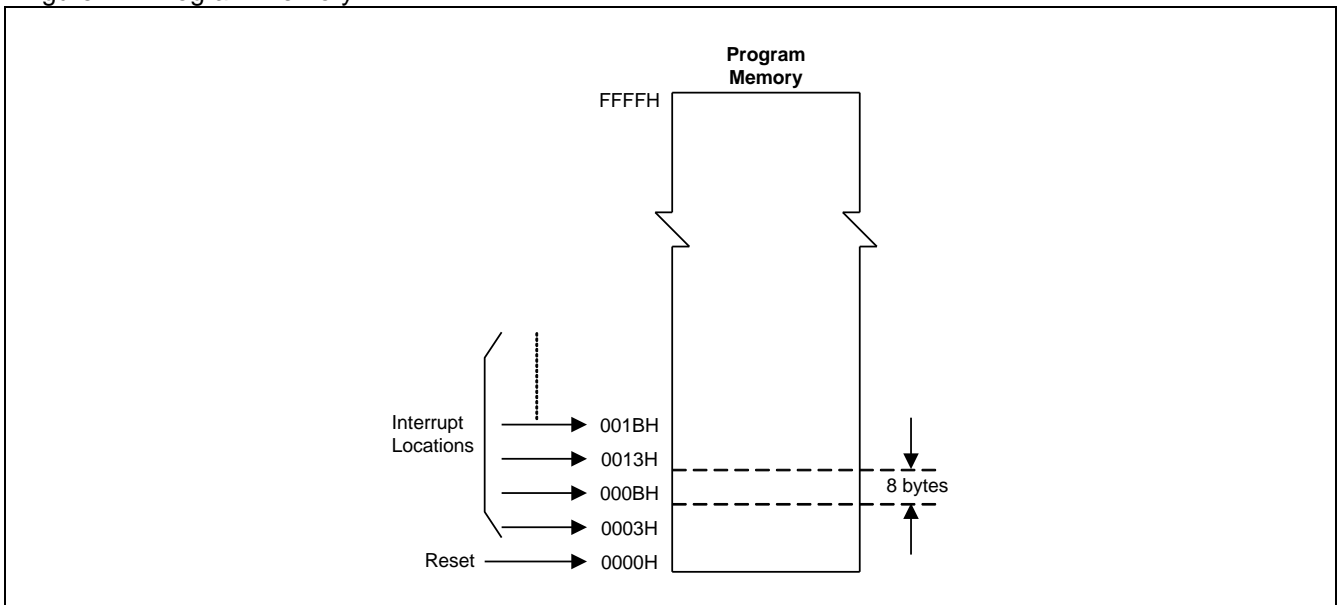 Program
Memory
FFFFH
Interrupt
Locations
001BH
0013H
000BH
0003H
Reset
0000H
8 bytes